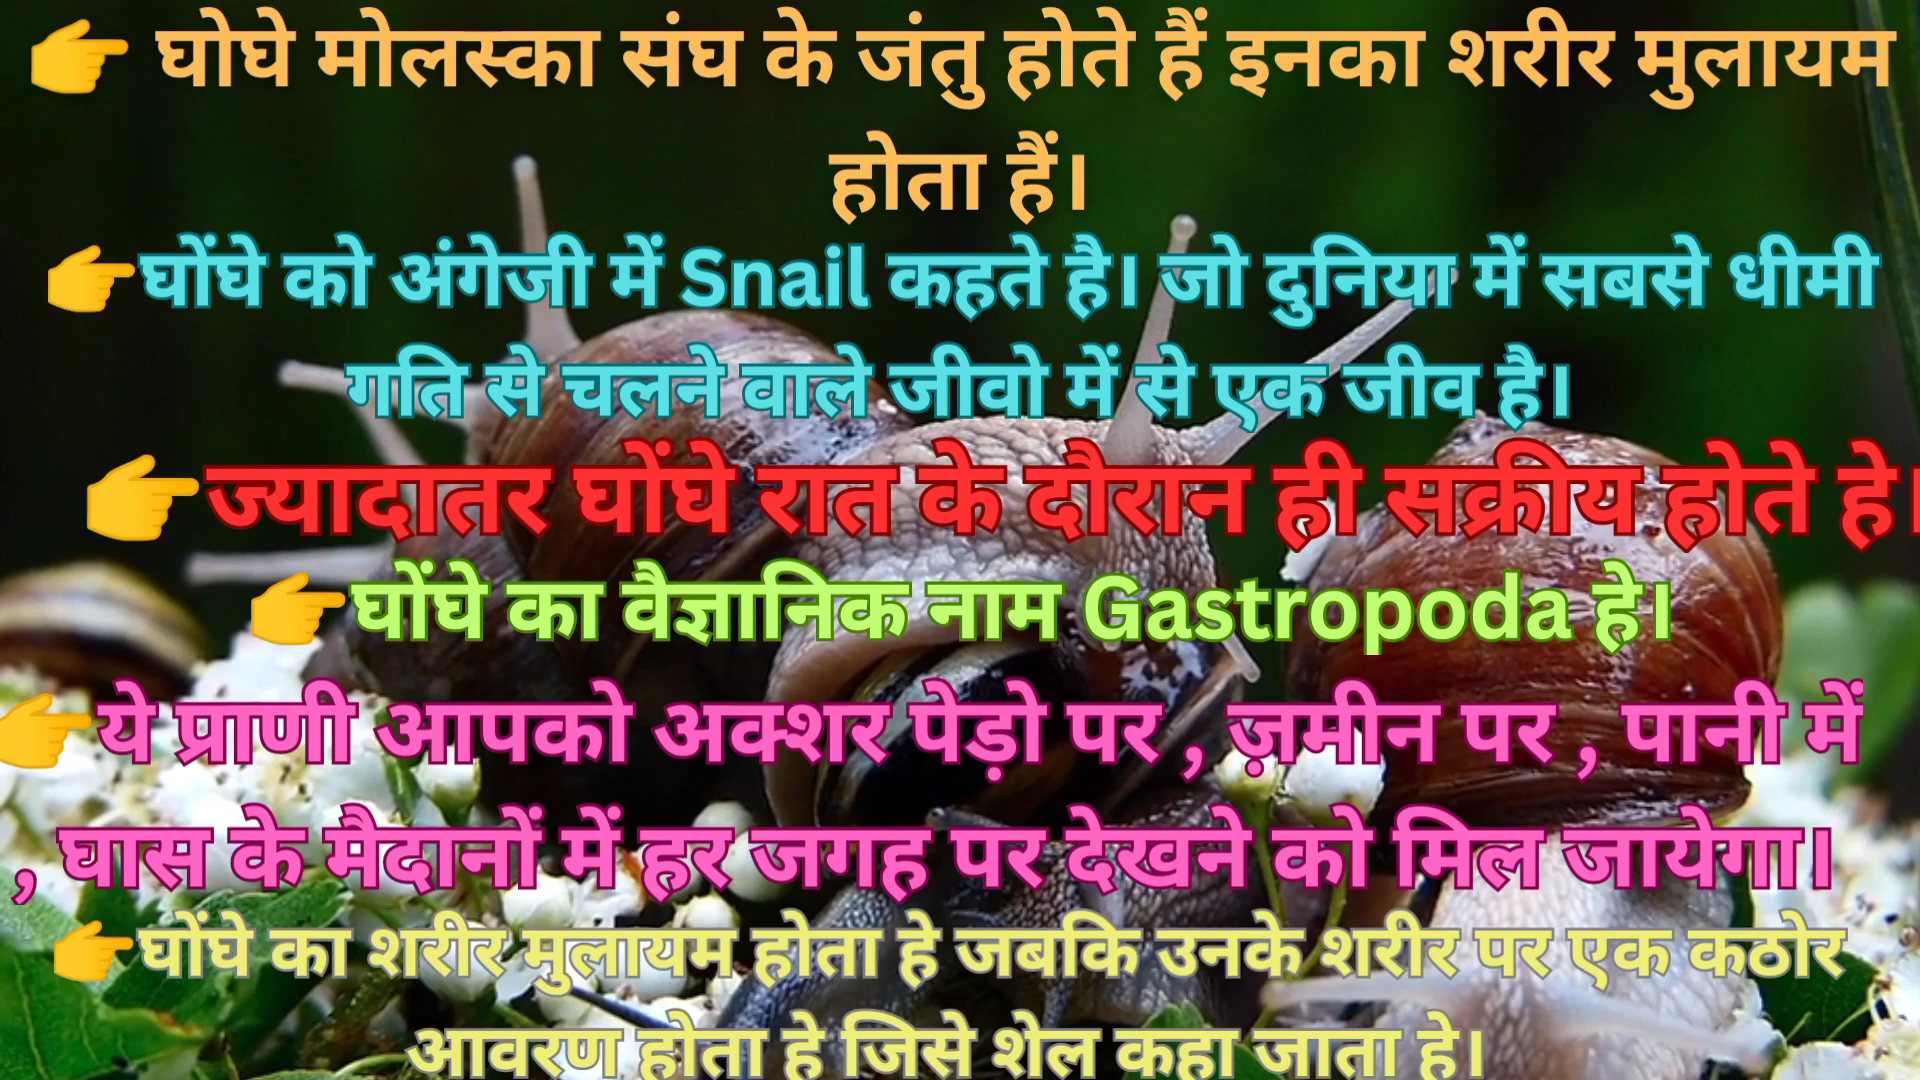 👉 घोघे मोलस्का संघ के जंतु होते हैं इनका शरीर मुलायम
होता हैं।
👉घोंघे को अंगेजी में Snail कहते है। जो दुनिया में सबसे धीमी
गति से चलने वाले जीवो में से एक जीव है।
👉ज्यादातर घोंघे रात के दौरान ही सक्रीय होते हे।
👉घोंघे का वैज्ञानिक नाम Gastropoda हे।
👉ये प्राणी आपको अक्शर पेड़ो पर , ज़मीन पर , पानी में
, घास के मैदानों में हर जगह पर देखने को मिल जायेगा।
👉घोंघे का शरीर मुलायम होता हे जबकि उनके शरीर पर एक कठोर
आवरण होता हे जिसे शेल कहा जाता हे।